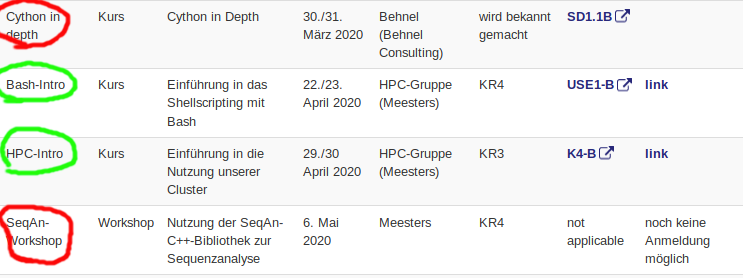 Cython in Kurs Cython in Depth 30./31. Behnel wird bekannt SD1.1B
depth März 2020 (Behnel gemacht
Consulting)
Bash-Intro Kurs Einführung in das 22./23. HPC-Gruppe KR4 USE1-B link
Shellscripting mit April 2020 (Meesters)
Bash
HPC-Intro Kurs Einführung in die 29./30 HPC-Gruppe KR3 K4-B link
Nutzung unserer April 2020 (Meesters)
Cluster
SeqAn- Workshop Nutzung der SeqAn- 6. Mai Meesters KR4 not noch keine
Workshop C++-Bibliothek zur 2020 applicable Anmeldung
Sequenzanalyse möglich